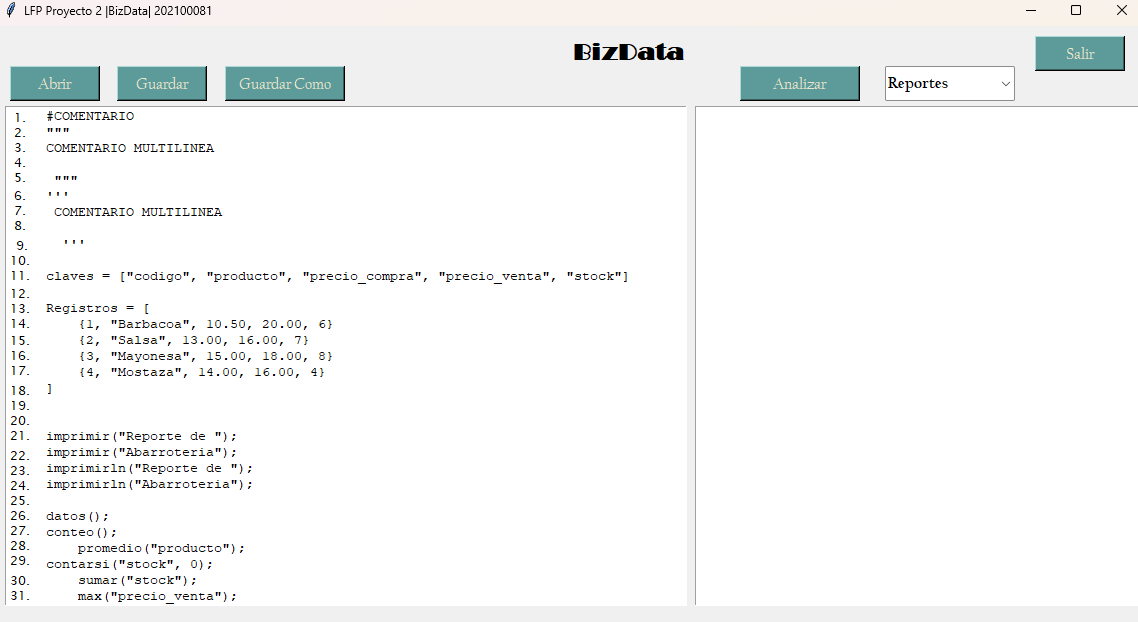 LFP Proyecto 2 |BizData| 202100081
BizData
Salir
Abrir Guardar Guardar Como Analizar Reportes
1. #COMENTARIO
2. """
3. COMENTARIO MULTILINEA
4.
5. """
6. '''
7. COMENTARIO MULTILINEA
8.
9. '''
10.
11. claves = ["codigo", "producto", "precio_compra", "precio_venta", "stock"]
12.
13. Registros = [
14. {1, "Barbacoa", 10.50, 20.00, 6}
15. {2, "Salsa", 13.00, 16.00, 7}
16. {3, "Mayonesa", 15.00, 18.00, 8}
17. {4, "Mostaza", 14.00, 16.00, 4}
18. ]
19.
20.
21. imprimir("Reporte de ");
22. imprimir("Abarroteria");
23. imprimirln("Reporte de ");
24. imprimirln("Abarroteria");
25.
26. datos();
27. conteo();
28. promedio("producto");
29. contarsi("stock", 0);
30. sumar("stock");
31. max("precio_venta");